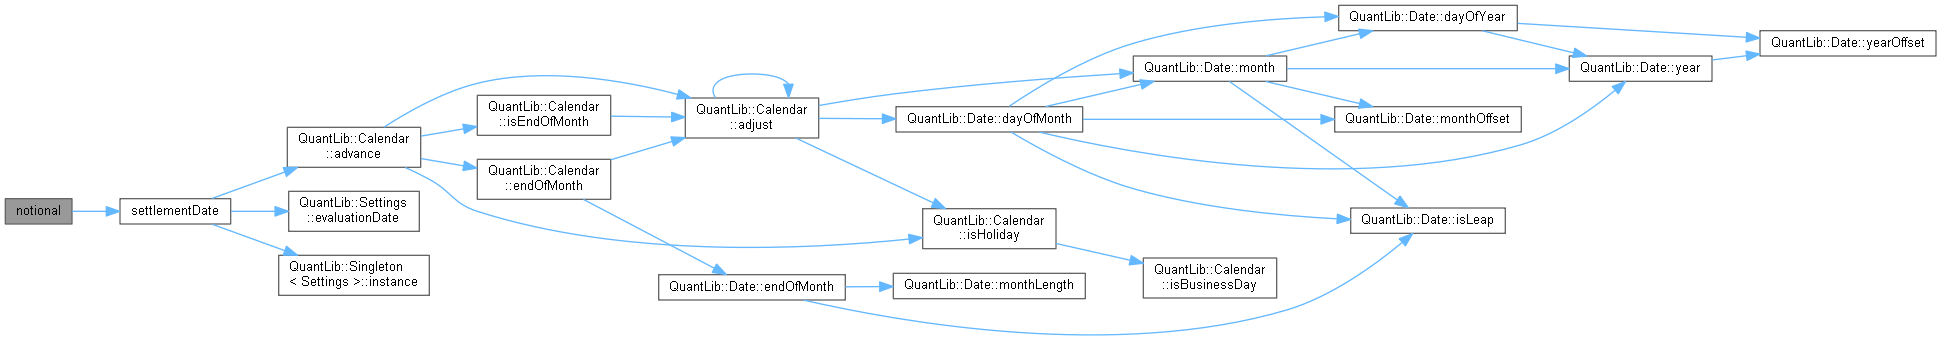 notional
settlementDate
QuantLib::Calendar
::advance
QuantLib::Settings
::evaluationDate
QuantLib::Singleton
< Settings >::instance
QuantLib::Calendar
::isEndOfMonth
QuantLib::Calendar
::endOfMonth
QuantLib::Calendar
::adjust
QuantLib::Date::endOfMonth
QuantLib::Date::dayOfMonth
QuantLib::Calendar
::isHoliday
QuantLib::Date::monthLength
QuantLib::Date::month
QuantLib::Calendar
::isBusinessDay
QuantLib::Date::dayOfYear
QuantLib::Date::monthOffset
QuantLib::Date::isLeap
QuantLib::Date::year
QuantLib::Date::yearOffset